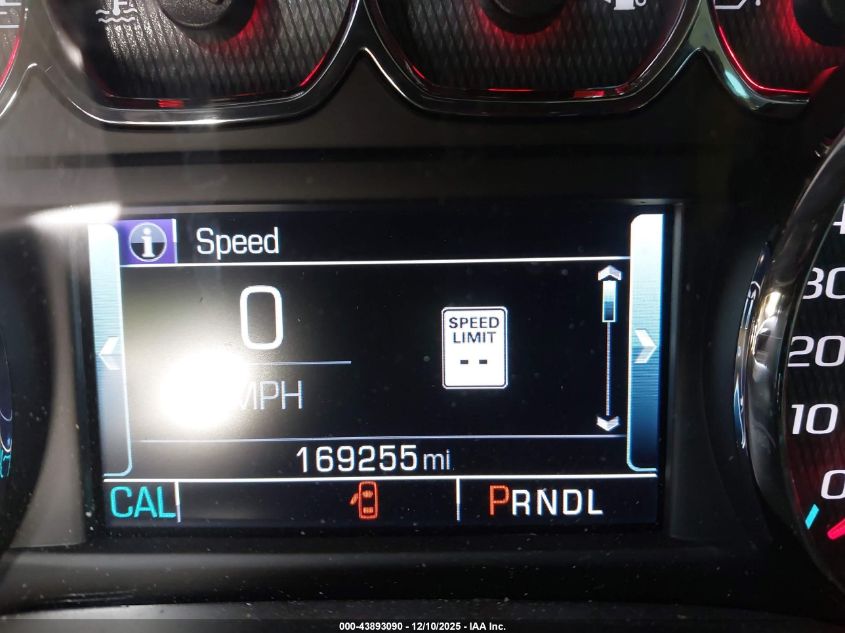 Speed
0
MPH
SPEED
LIMIT
--
169255 mi
CAL
PRNDL
30
20
10
0
000-43893090 - 12/10/2025 - IAA Inc.